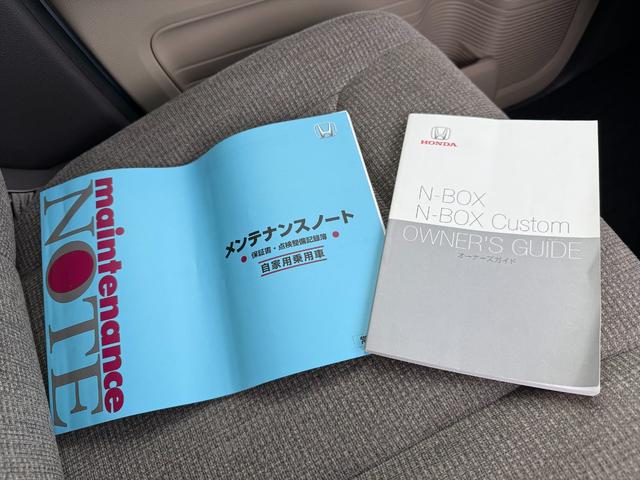 maintenance
NOTE
メンテナンスノート
保証書・点検整備記録簿
自家用乗用車
HONDA
N-BOX
N-BOX Custom
OWNER'S GUIDE
オーナーズガイド